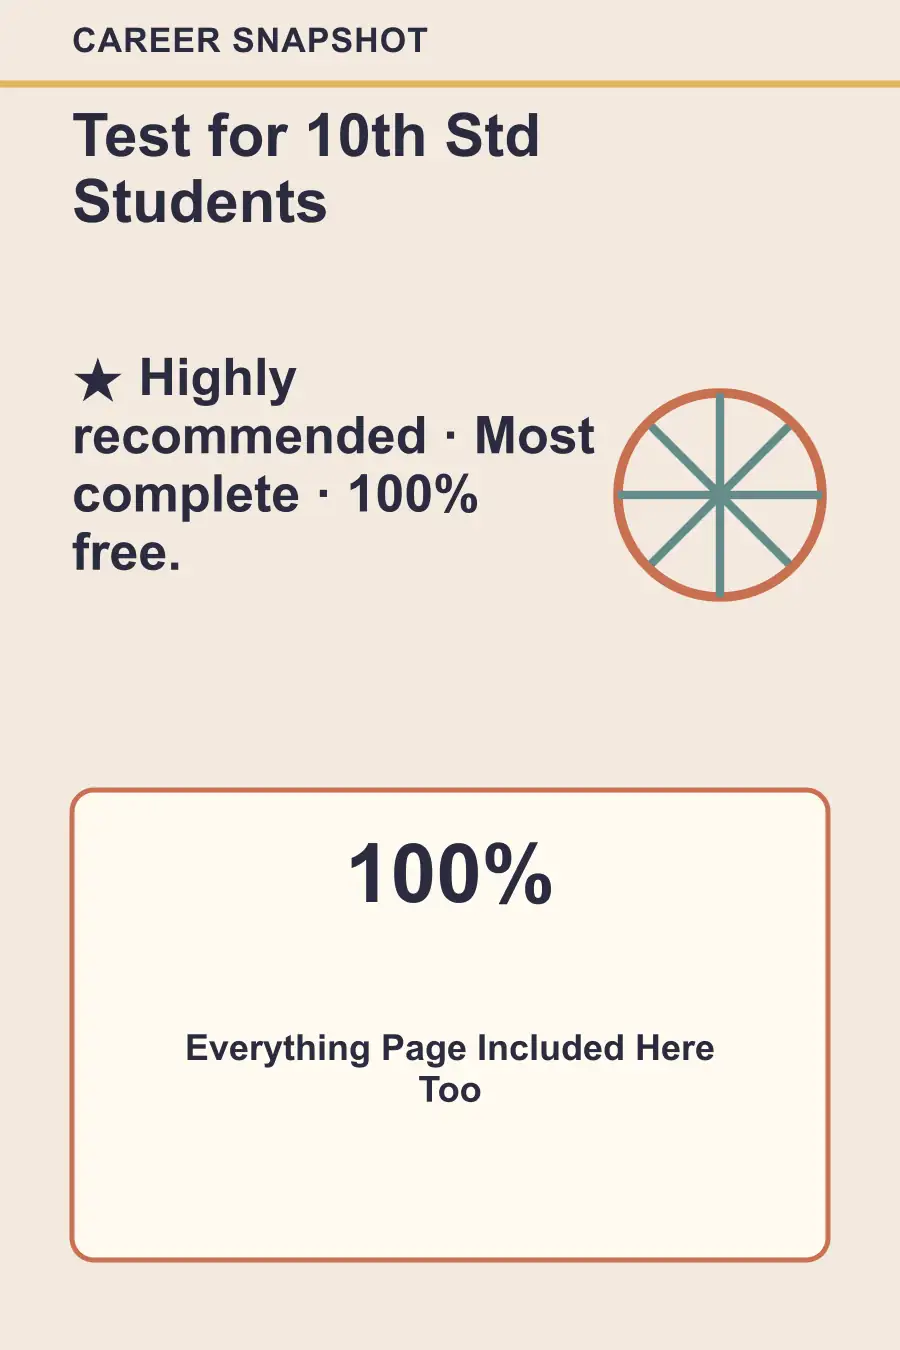 CAREER SNAPSHOT
Test for 10th Std
Students
★ Highly
recommended · Most
complete · 100%
free.
100%
Everything Page Included Here
Too